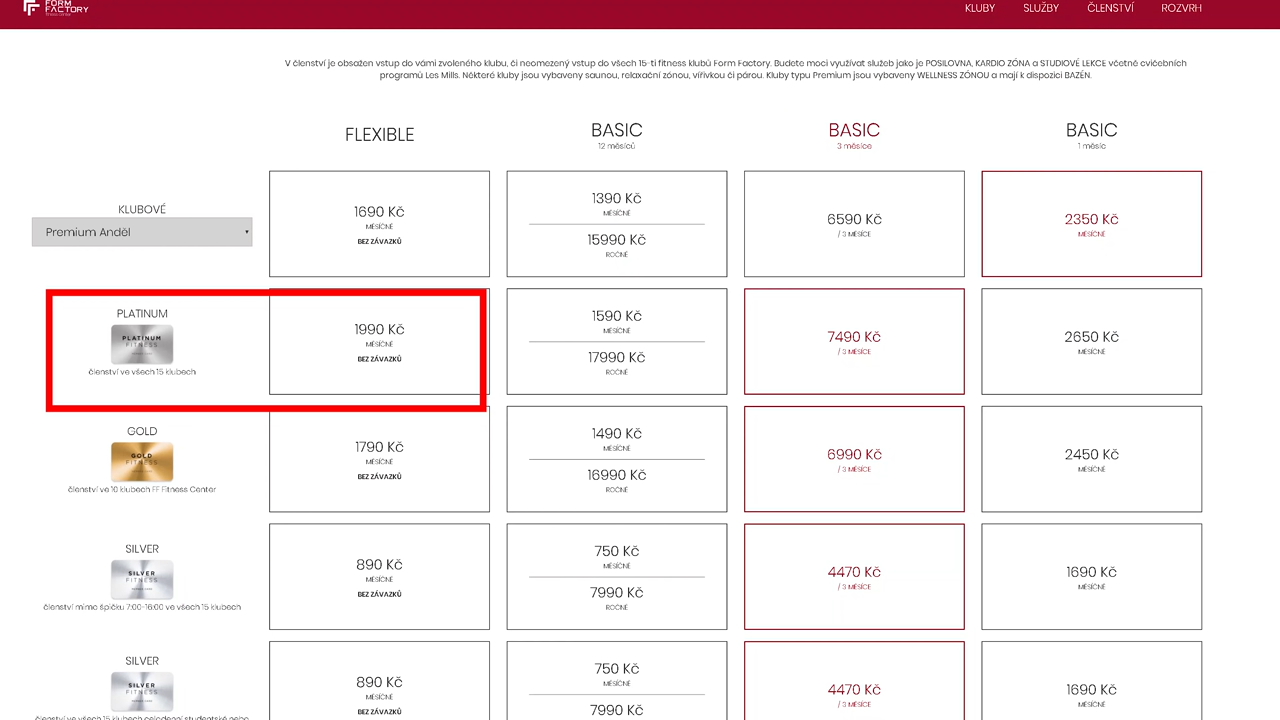 FORM
FACTORY
KLUBY
SLUŽBY
ČLENSTVÍ
ROZVRH
V členství je obsažen vstup do vámi zvoleného klubu, či neomezený vstup do všech 15-ti fitness klubů Form Factory. Budete moci využívat služeb jako je POSILOVNA, KARDIO ZÓNA a STUDIOVÉ LEKCE včetně cvičebních
programů Les Mills. Některé kluby jsou vybaveny saunou, relaxační zónou, vířivkou či párou. Kluby typu Premium jsou vybaveny WELLNESS ZÓNOU a mají k dispozici BAZÉN.
FLEXIBLE
BASIC
12 měsíců
BASIC
3 měsíce
BASIC
1 měsíc
KLUBOVÉ
Premium Anděl
1690 Kč
MĚSÍČNĚ
BEZ ZÁVAZKŮ
1390 Kč
MĚSÍČNĚ
15990 Kč
ROČNĚ
6590 Kč
/ 3 MĚSÍCE
2350 Kč
MĚSÍČNĚ
PLATINUM
PLATINUM
FITNESS
členství ve všech 15 klubech
1990 Kč
MĚSÍČNĚ
BEZ ZÁVAZKŮ
1590 Kč
MĚSÍČNĚ
17990 Kč
ROČNĚ
7490 Kč
/ 3 MĚSÍCE
2650 Kč
MĚSÍČNĚ
GOLD
GOLD
FITNESS
členství ve 10 klubech FF Fitness Center
1790 Kč
MĚSÍČNĚ
BEZ ZÁVAZKŮ
1490 Kč
MĚSÍČNĚ
16990 Kč
ROČNĚ
6990 Kč
/ 3 MĚSÍCE
2450 Kč
MĚSÍČNĚ
SILVER
SILVER
FITNESS
členství mimo špičku 7:00-16:00 ve všech 15 klubech
890 Kč
MĚSÍČNĚ
BEZ ZÁVAZKŮ
750 Kč
MĚSÍČNĚ
7990 Kč
ROČNĚ
4470 Kč
/ 3 MĚSÍCE
1690 Kč
MĚSÍČNĚ
SILVER
SILVER
FITNESS
členství ve všech 15 klubech celodenní studentské nebo
890 Kč
MĚSÍČNĚ
BEZ ZÁVAZKŮ
750 Kč
MĚSÍČNĚ
7990 Kč
4470 Kč
/ 3 MĚSÍCE
1690 Kč
MĚSÍČNĚ